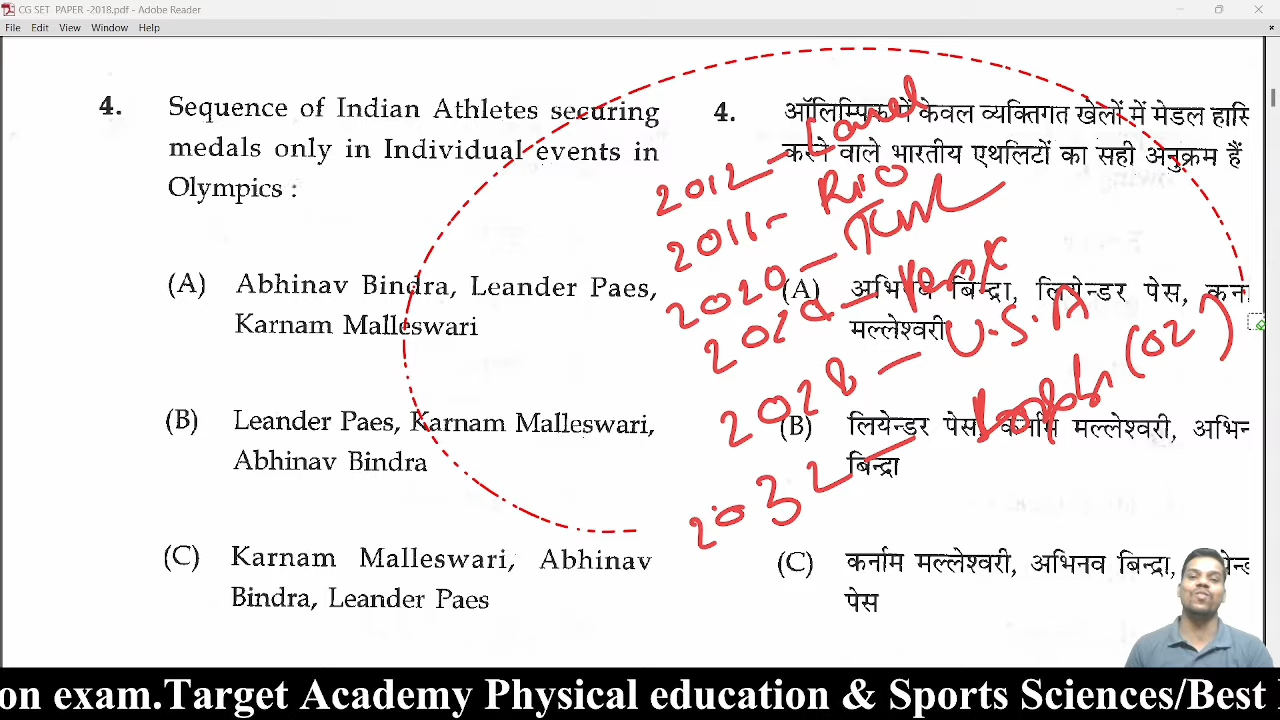 CG SET PAPER -2018.pdf - Adobe Reader
File Edit View Window Help
4. Sequence of Indian Athletes securing
medals only in Individual events in
Olympics :
(A) Abhinav Bindra, Leander Paes,
Karnam Malleswari
(B) Leander Paes, Karnam Malleswari,
Abhinav Bindra
(C) Karnam Malleswari, Abhinav
Bindra, Leander Paes
4. ऑलिम्पिक में केवल व्यक्तिगत खेलों में मेडल हासि
करने वाले भारतीय एथलिटों का सही अनुक्रम हैं
(A) अभिनव बिन्द्रा, लियेन्डर पेस, कर्ना
मल्लेश्वरी
(B) लियेन्डर पेस, कर्नाम मल्लेश्वरी, अभिन
बिन्द्रा
(C) कर्नाम मल्लेश्वरी, अभिनव बिन्द्रा,
पेस
2012 -
2016 - RIO
2020 -
202
2028 - U.S.A
2032 - (02)
on exam.Target Academy Physical education & Sports Sciences/Best